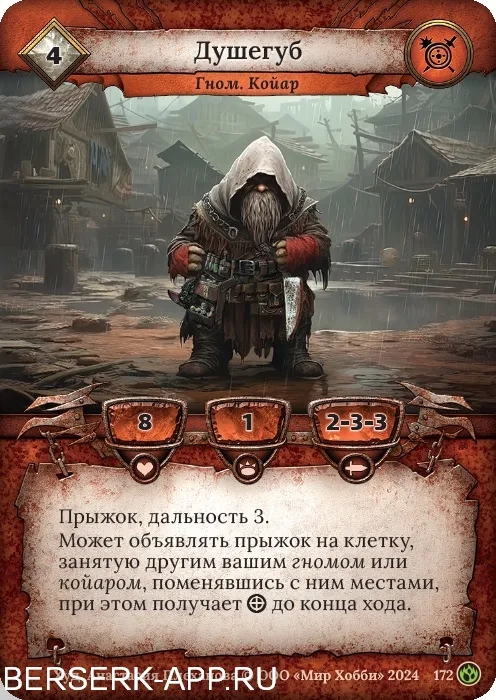 4
Душегуб
Гном. Койар
8
1
2-3-3
Прыжок, дальность 3.
Может объявлять прыжок на клетку,
занятую другим вашим гномом или
койаром, поменявшись с ним местами,
при этом получает до конца хода.
© ООО «Мир Хобби» 2024 172
BERSERK-APP.RU